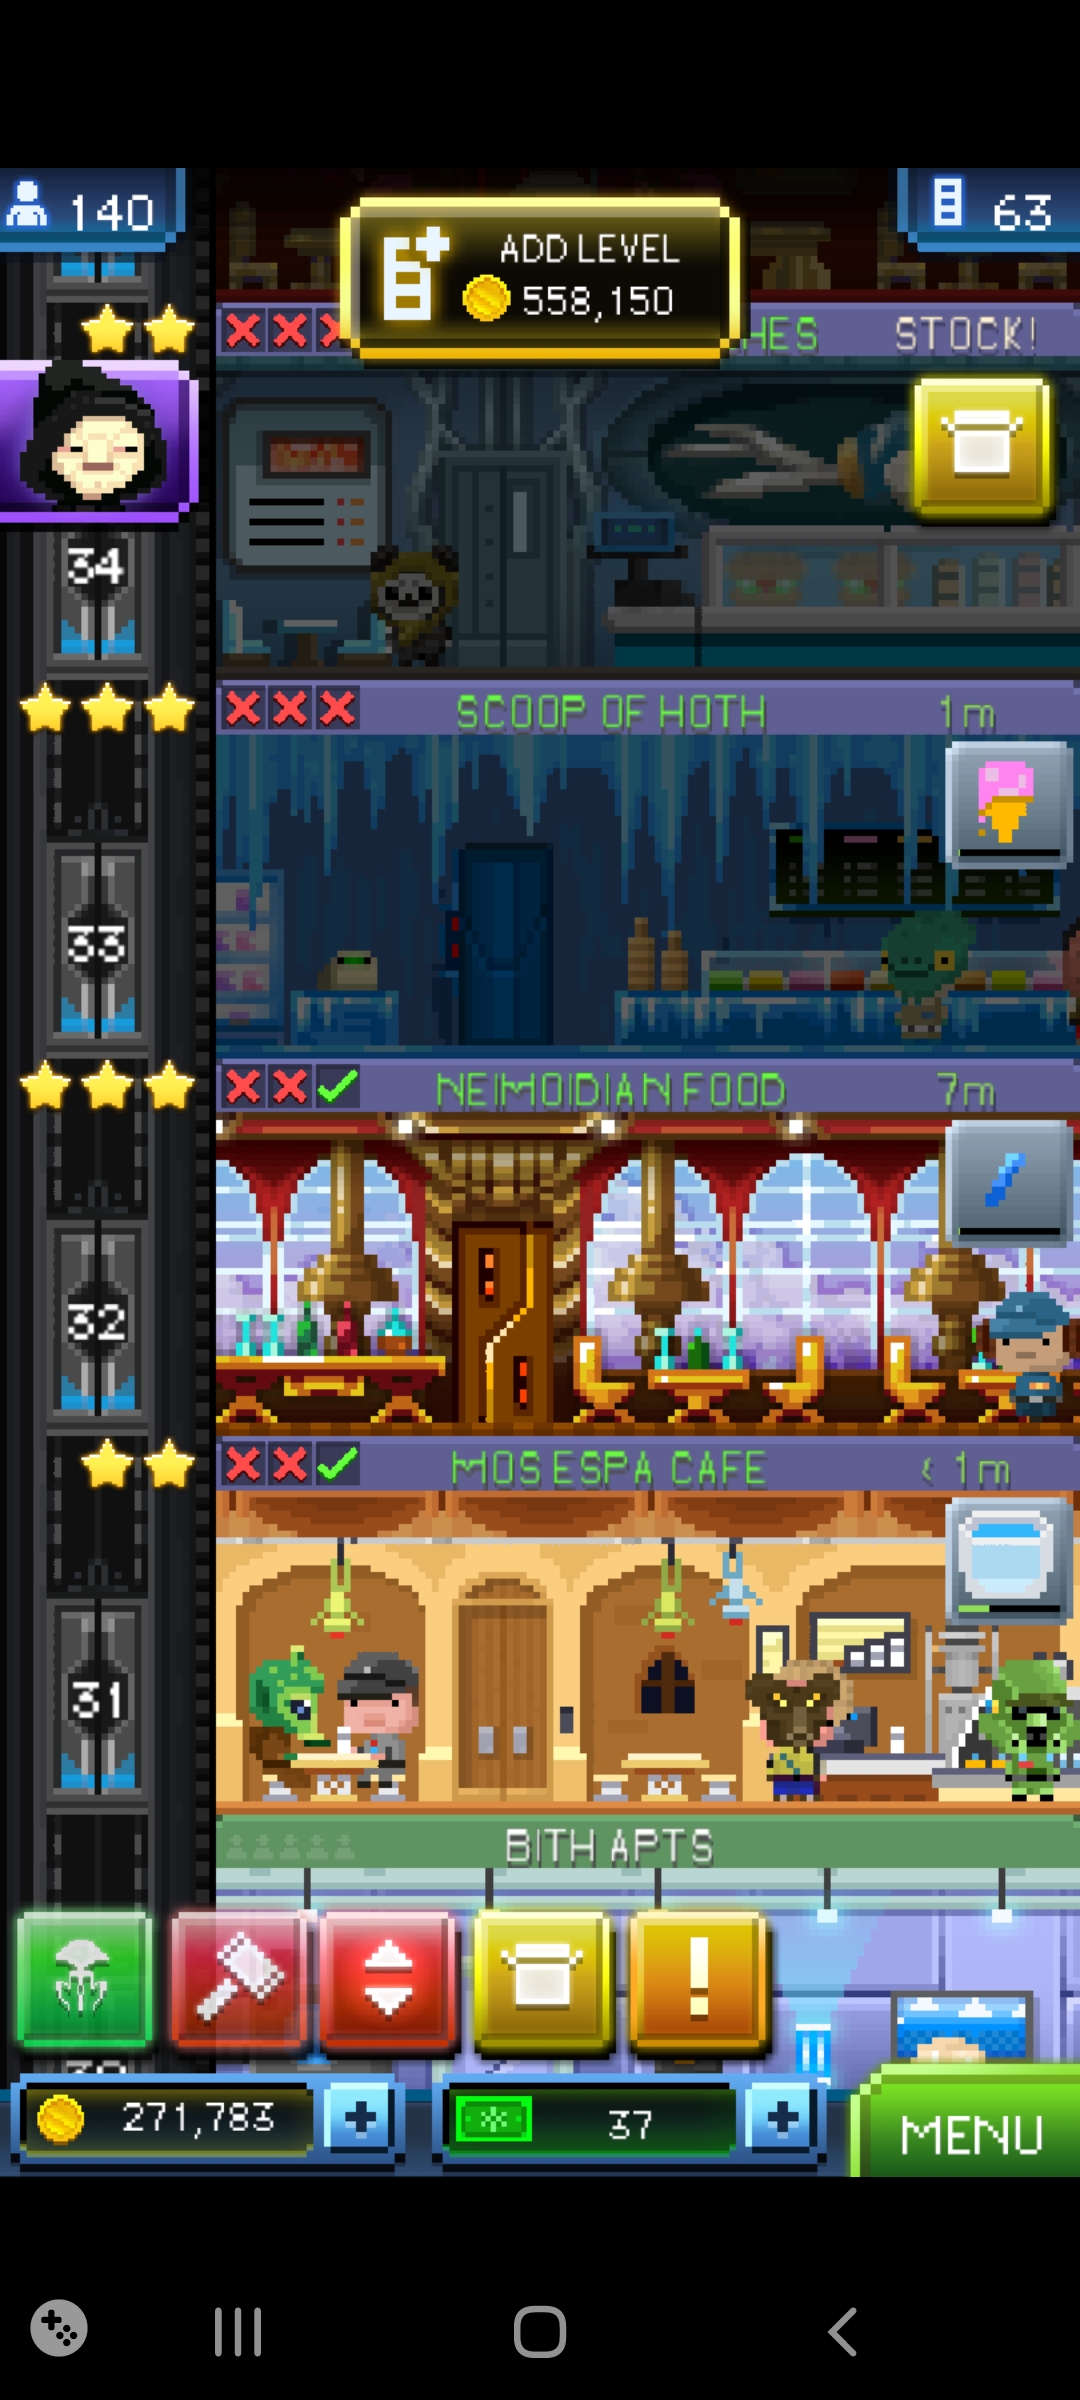 140
63
ADD LEVEL
558,150
HES
STOCK!
34
SCOOP OF HOTH
1m
33
NEIMOIDIAN FOOD
7m
32
MOS ESPA CAFE
< 1m
31
BITH APTS
271,783
37
MENU